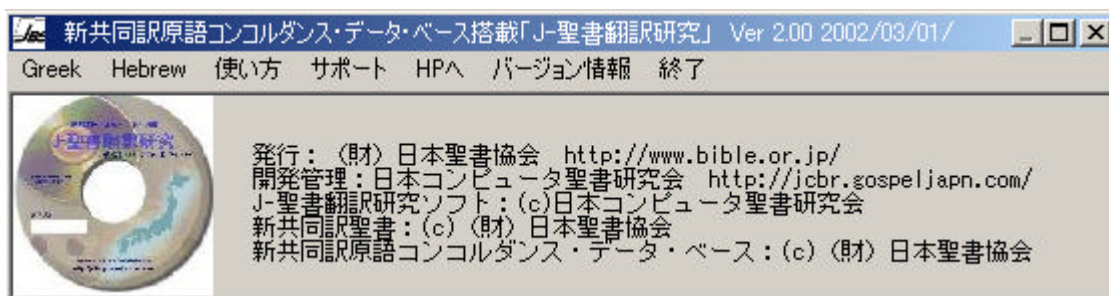 新共同訳原語コンコルダンス・データ・ベース搭載「J-聖書翻訳研究」 Ver 2.00 2002/03/01/
Greek Hebrew 使い方 サポート HPへ バージョン情報 終了
J-聖書翻訳研究
発行：（財）日本聖書協会 http://www.bible.or.jp/
開発管理：日本コンピュータ聖書研究会 http://jcbr.gospeljapn.com/
J-聖書翻訳研究ソフト：(c)日本コンピュータ聖書研究会
新共同訳聖書：(c)（財）日本聖書協会
新共同訳原語コンコルダンス・データ・ベース：(c)（財）日本聖書協会